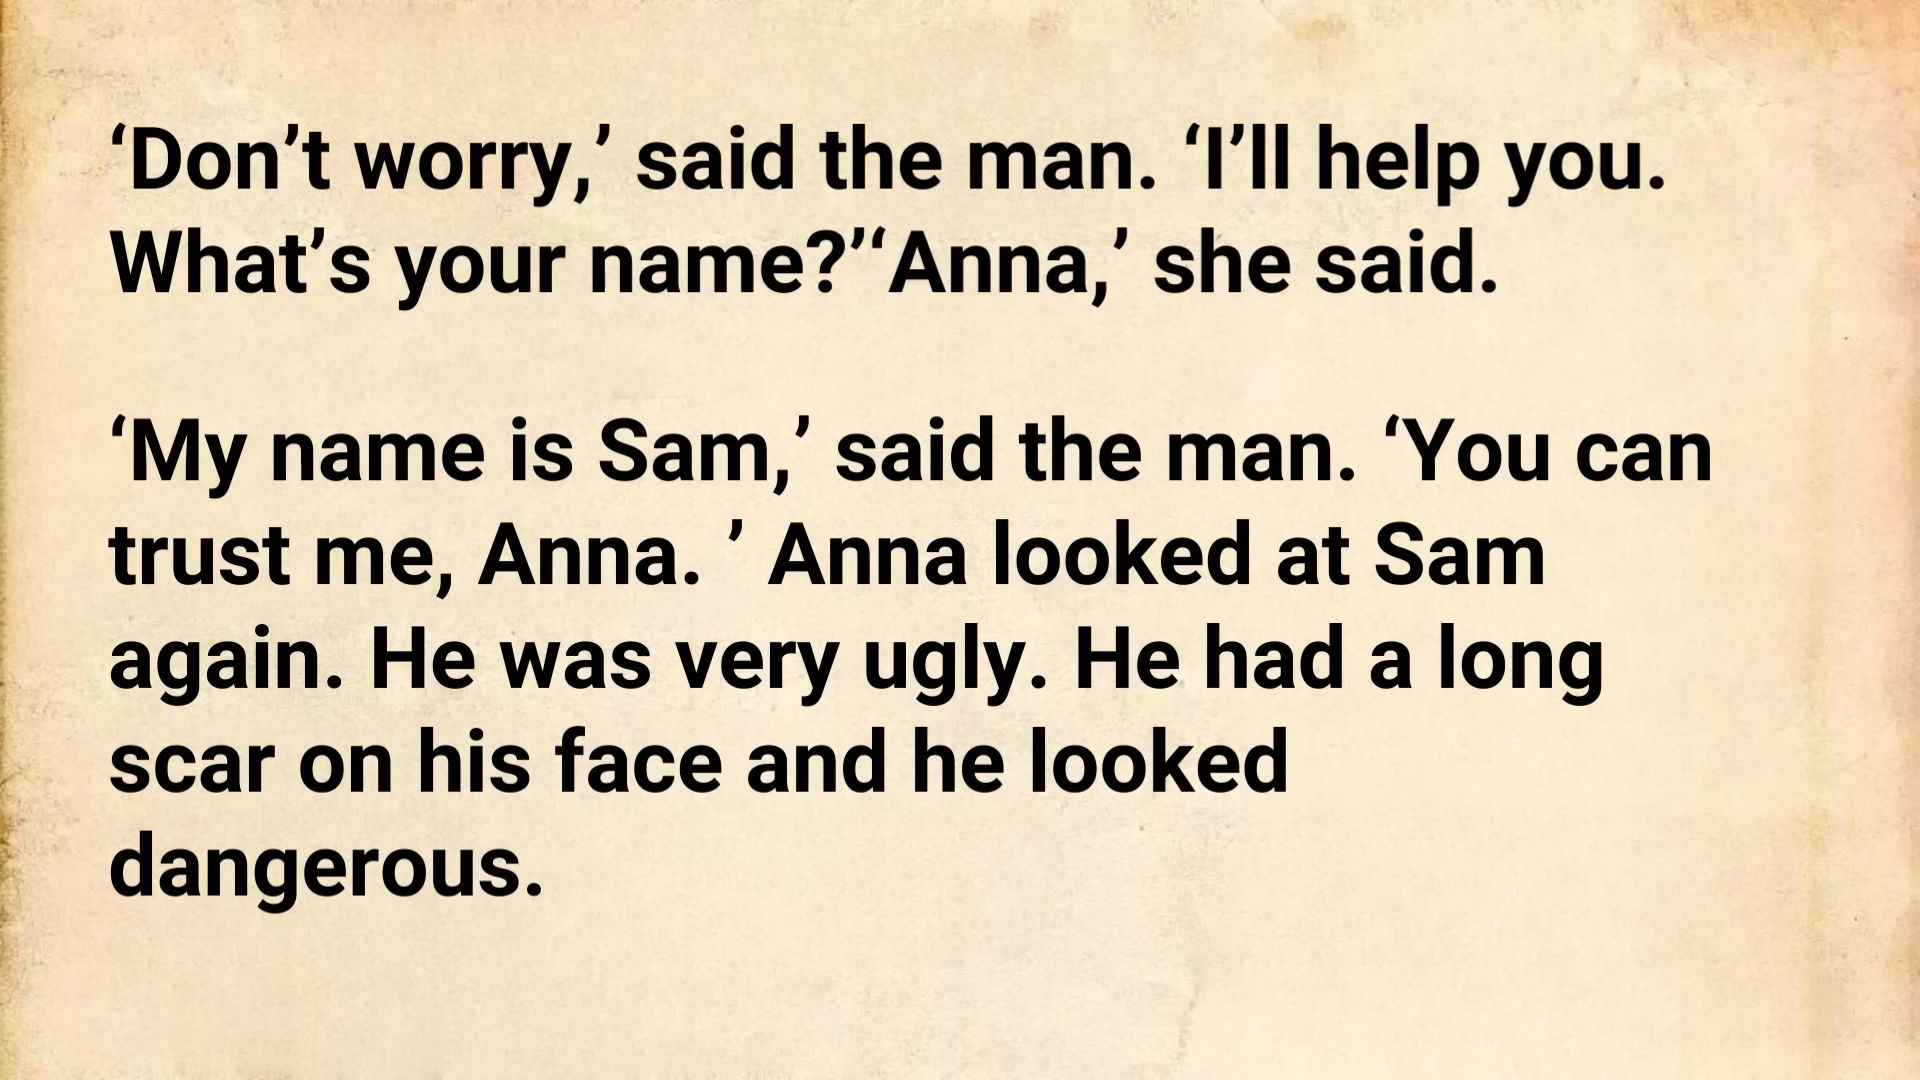 ‘Don’t worry,’ said the man. ‘I’ll help you.
What’s your name?’‘Anna,’ she said.
‘My name is Sam,’ said the man. ‘You can
trust me, Anna. ’ Anna looked at Sam
again. He was very ugly. He had a long
scar on his face and he looked
dangerous.